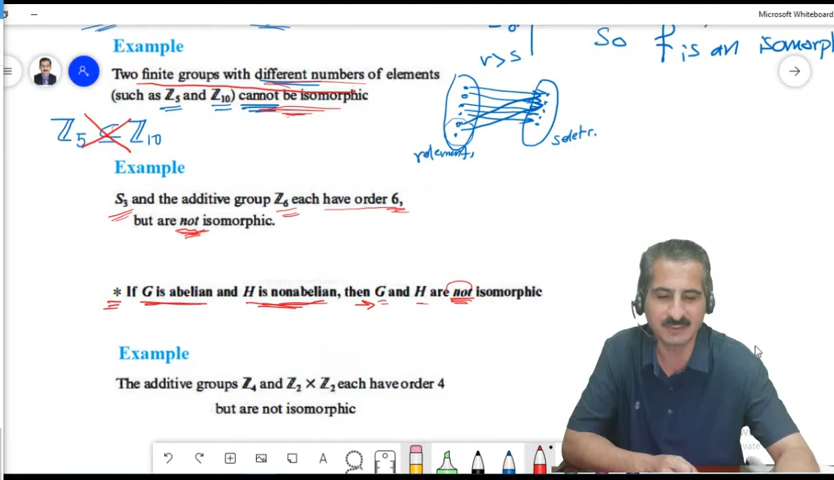 Microsoft Whiteboard
r>s
So f is an isomorp
Example
Two finite groups with different numbers of elements
(such as ℤ₅ and ℤ₁₀) cannot be isomorphic
ℤ₅ ≅ ℤ₁₀
relements
selem.
Example
S₃ and the additive group ℤ₆ each have order 6,
but are not isomorphic.
* If G is abelian and H is nonabelian, then → G and H are not isomorphic
Example
The additive groups ℤ₄ and ℤ₂ × ℤ₂ each have order 4
but are not isomorphic